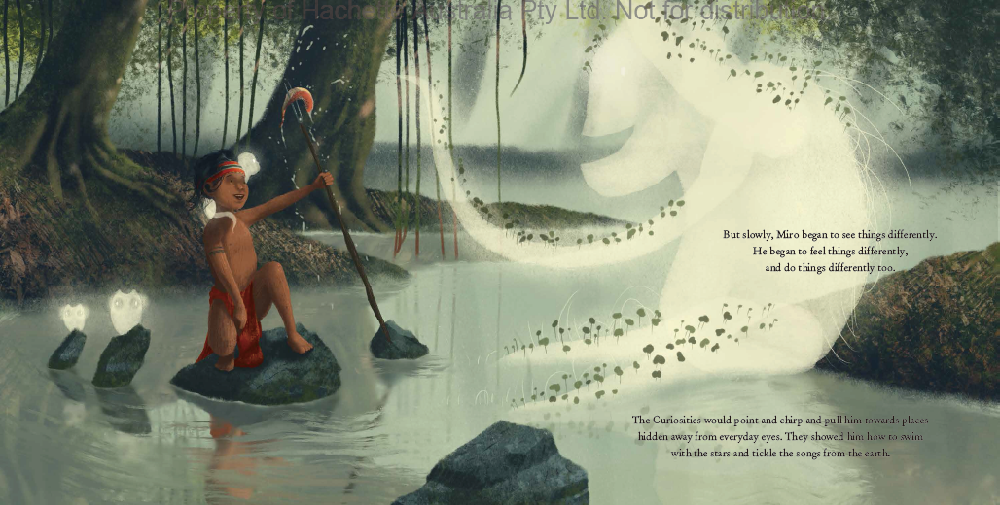 Hachette Australia Pty Ltd. Not for distribution
But slowly, Miro began to see things differently.
He began to feel things differently,
and do things differently too.
The Curiosities would point and chirp and pull him towards places
hidden away from everyday eyes. They showed him how to swim
with the stars and tickle the songs from the earth.